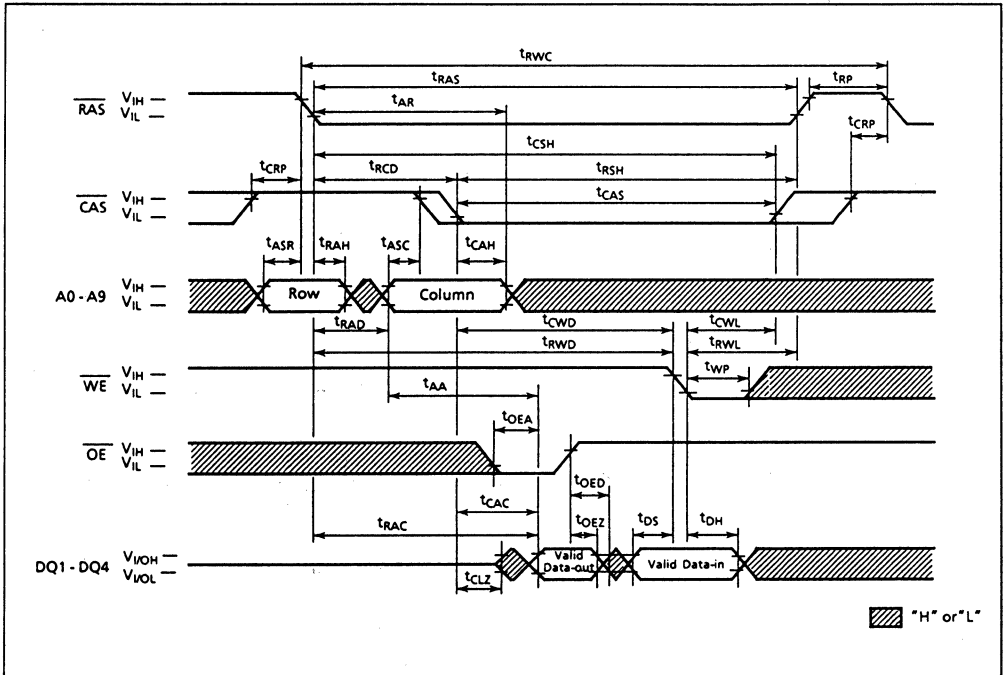 tRWC
tRAS
tRP
tAR
RAS VIH
VIL
tCSH
tCRP
tCRP
tRCD
tRSH
CAS VIH
VIL
tCAS
tASR
tRAH
tASC
tCAH
A0 - A9 VIH
VIL
Row
Column
tRAD
tCWD
tCWL
tRWD
tRWL
WE VIH
VIL
tWP
tAA
tOEA
OE VIH
VIL
tOED
tCAC
tOEZ
tRAC
tDS
tDH
DQ1 - DQ4 VI/OH
VI/OL
Valid
Data-out
Valid Data-in
tCLZ
"H" or "L"